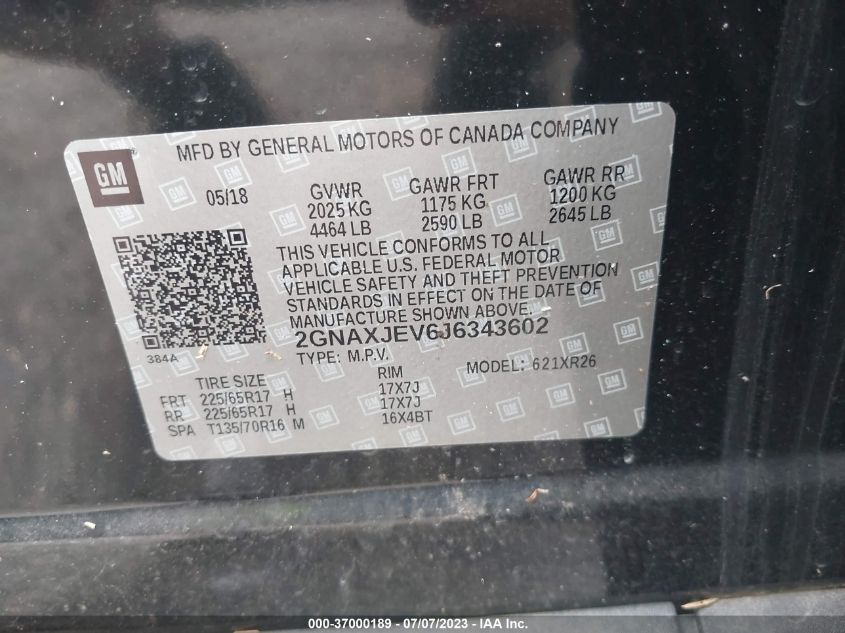 MFD BY GENERAL MOTORS OF CANADA COMPANY
GM
05/18
GVWR GAWR FRT GAWR RR
2025 KG 1175 KG 1200 KG
4464 LB 2590 LB 2645 LB
THIS VEHICLE CONFORMS TO ALL
APPLICABLE U.S. FEDERAL MOTOR
VEHICLE SAFETY AND THEFT PREVENTION
STANDARDS IN EFFECT ON THE DATE OF
MANUFACTURE SHOWN ABOVE.
2GNAXJEV6J6343602
384A
TYPE: M.P.V. MODEL: 621XR26
TIRE SIZE RIM
FRT 225/65R17 H 17X7J
RR 225/65R17 H 17X7J
SPA T135/70R16 M 16X4BT
000-37000189 - 07/07/2023 - IAA Inc.